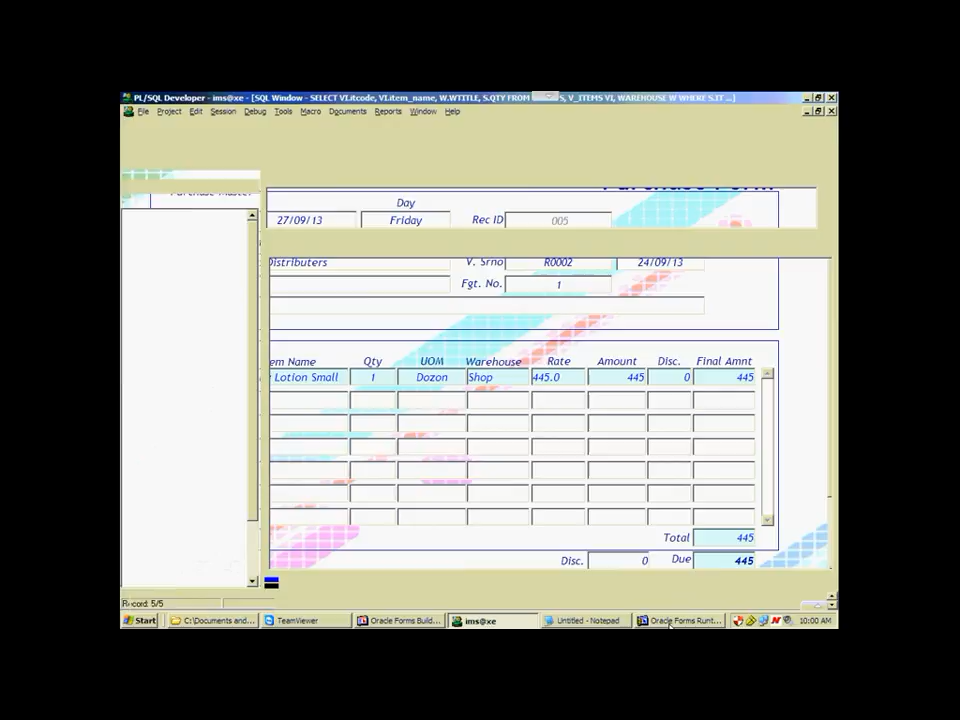 PL/SQL Developer - ims@xe - [SQL Window - SELECT VI.itcode, VI.item_name, W.WTITLE, S.QTY FROM S, V_ITEMS VI, WAREHOUSE W WHERE S.IT ...]
File Project Edit Session Debug Tools Macro Documents Reports Window Help
Purchase Master
Purchase Form
Day
27/09/13 Friday Rec ID 005
Distributers V. Srno R0002 24/09/13
Fgt. No. 1
em Name Qty UOM Warehouse Rate Amount Disc. Final Amnt
Lotion Small 1 Dozon Shop 445.0 445 0 445
Total 445
Disc. 0 Due 445
Record: 5/5
Start C:\Documents and... TeamViewer Oracle Forms Build... ims@xe Untitled - Notepad Oracle Forms Runt... 10:00 AM